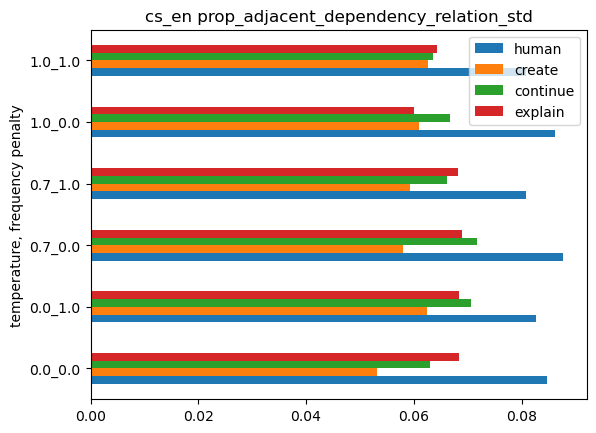 cs_en prop_adjacent_dependency_relation_std
human
create
continue
explain
temperature, frequency penalty
1.0_1.0
1.0_0.0
0.7_1.0
0.7_0.0
0.0_1.0
0.0_0.0
0.00 0.02 0.04 0.06 0.08